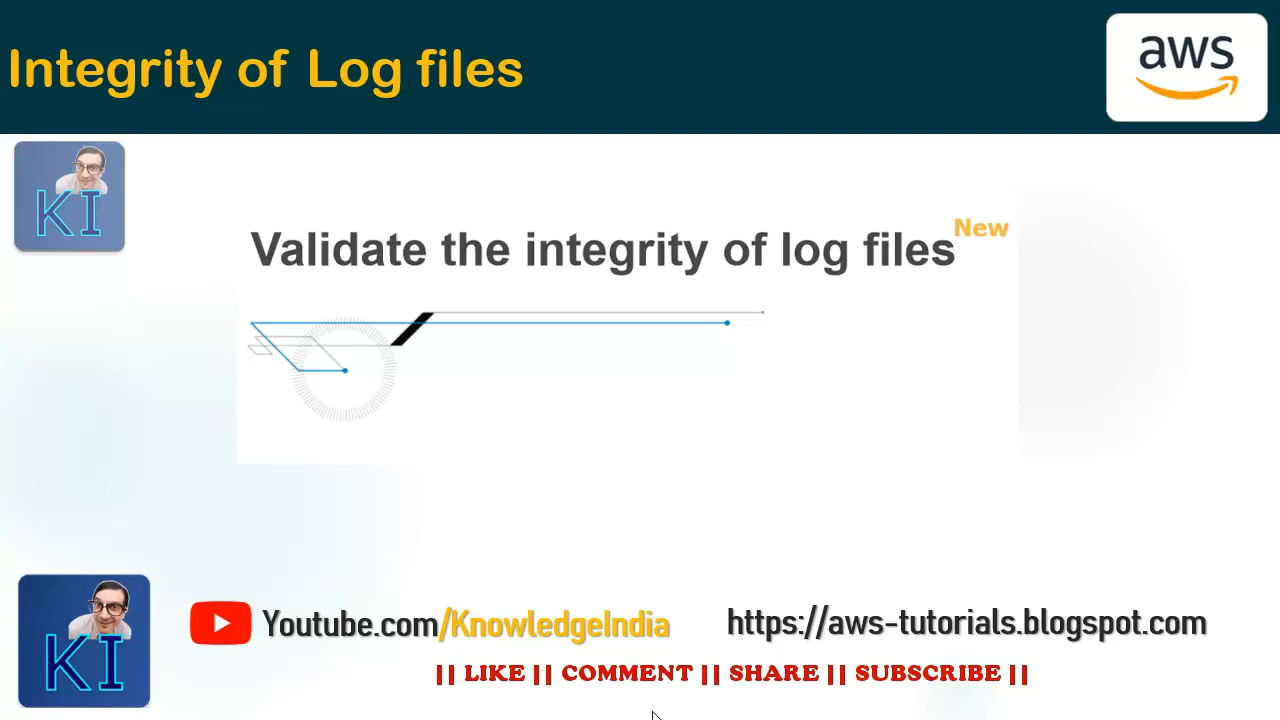 Integrity of Log files
aws
KI
Validate the integrity of log files New
KI
Youtube.com/KnowledgeIndia https://aws-tutorials.blogspot.com
|| LIKE || COMMENT || SHARE || SUBSCRIBE ||